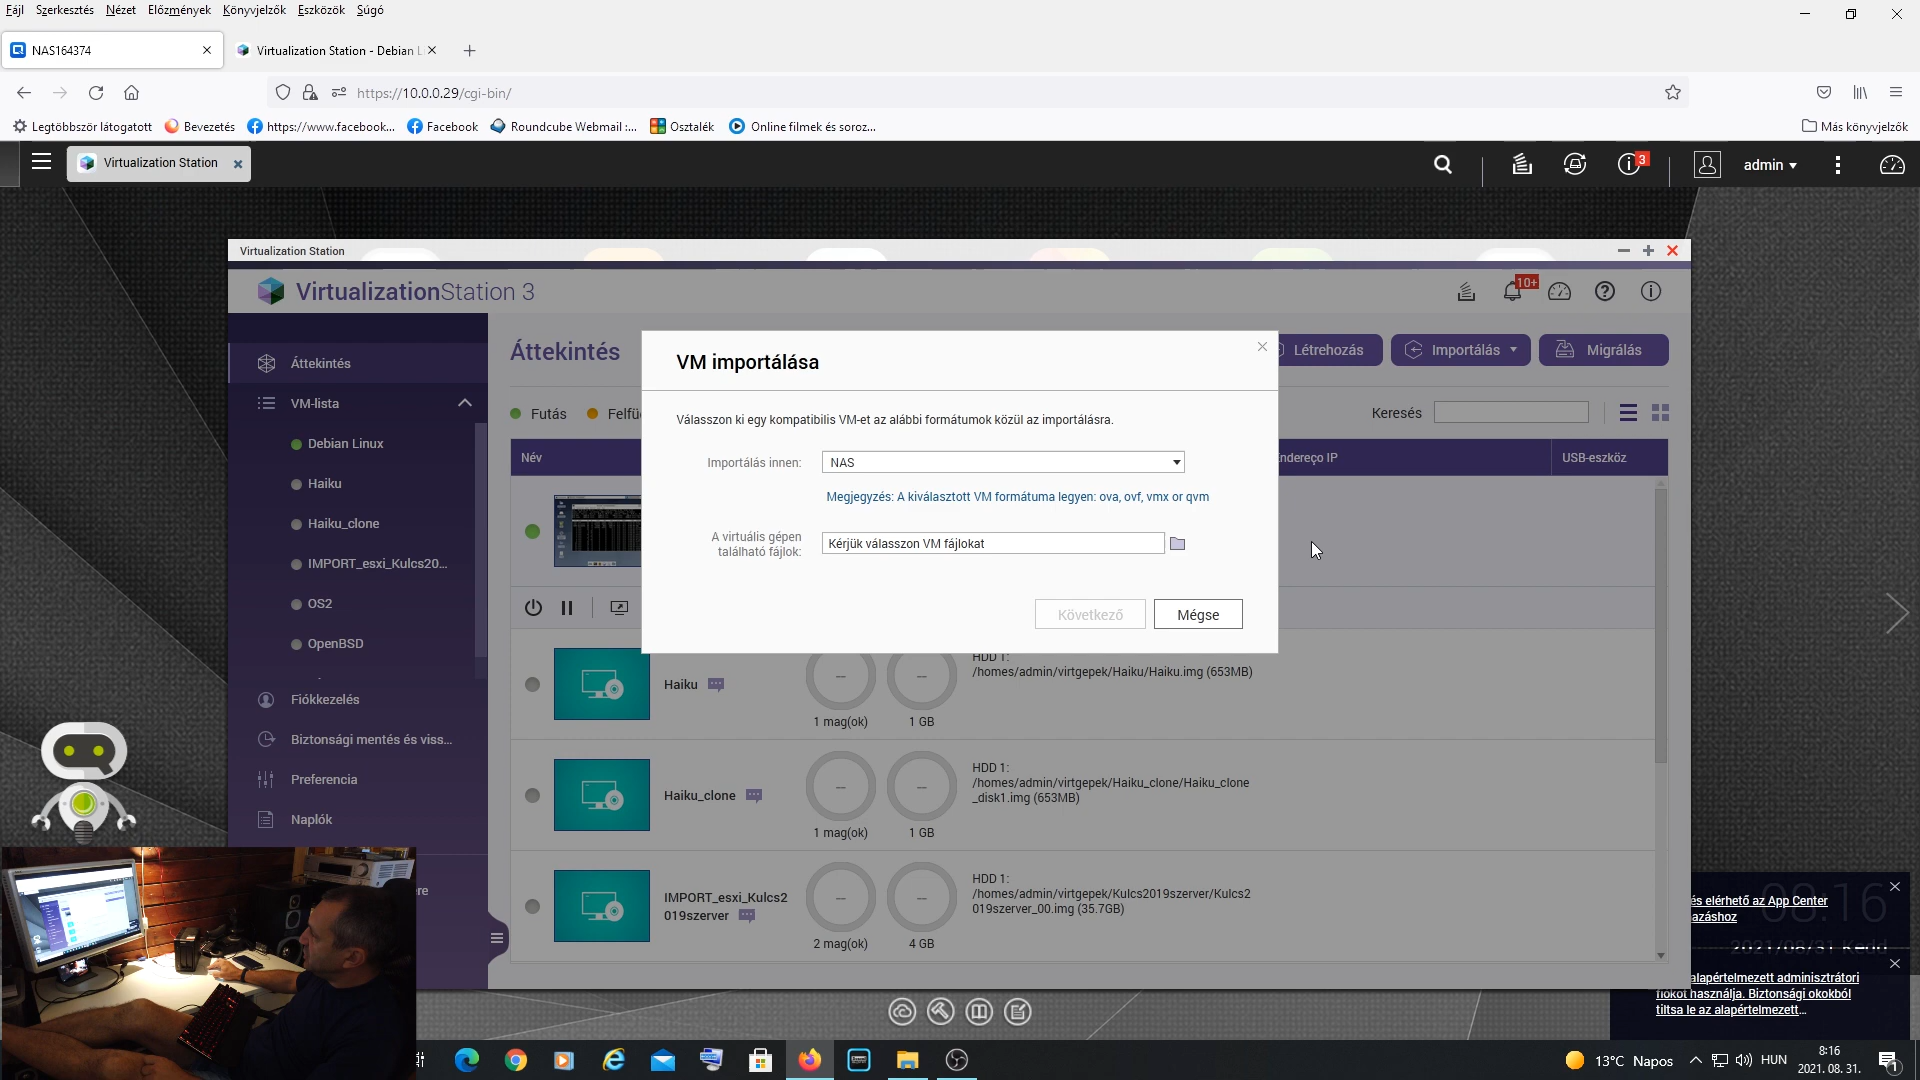 Fájl Szerkesztés Nézet Előzmények Könyvjelzők Eszközök Súgó
NAS164374
Virtualization Station - Debian L
https://10.0.0.29/cgi-bin/
Legtöbbször látogatott Bevezetés https://www.facebook... Facebook Roundcube Webmail :... Osztalék Online filmek és soroz... Más könyvjelzők
Virtualization Station
3
admin
Virtualization Station
VirtualizationStation 3
10+
Áttekintés
VM-lista
Debian Linux
Haiku
Haiku_clone
IMPORT_esxi_Kulcs20...
OS2
OpenBSD
Fiókkezelés
Biztonsági mentés és viss...
Preferencia
Naplók
ere
Áttekintés
Létrehozás
Importálás
Migrálás
Futás
Felfü
Keresés
Név
Endereço IP
USB-eszköz
VM importálása
Válasszon ki egy kompatibilis VM-et az alábbi formátumok közül az importálásra.
Importálás innen:
NAS
Megjegyzés: A kiválasztott VM formátuma legyen: ova, ovf, vmx or qvm
A virtuális gépen
található fájlok:
Kérjük válasszon VM fájlokat
Következő
Mégse
Haiku
--
--
1 mag(ok)
1 GB
HDD 1:
/homes/admin/virtgepek/Haiku/Haiku.img (653MB)
Haiku_clone
--
--
1 mag(ok)
1 GB
HDD 1:
/homes/admin/virtgepek/Haiku_clone/Haiku_clone
_disk1.img (653MB)
IMPORT_esxi_Kulcs2
019szerver
--
--
2 mag(ok)
4 GB
HDD 1:
/homes/admin/virtgepek/Kulcs2019szerver/Kulcs2
019szerver_00.img (35.7GB)
és elérhető az App Center
azáshoz
08:16
2021/08/31 Kedd
alapértelmezett adminisztrátori
fiókot használja. Biztonsági okokból
tiltsa le az alapértelmezett...
13°C Napos
HUN
8:16
2021. 08. 31.
1